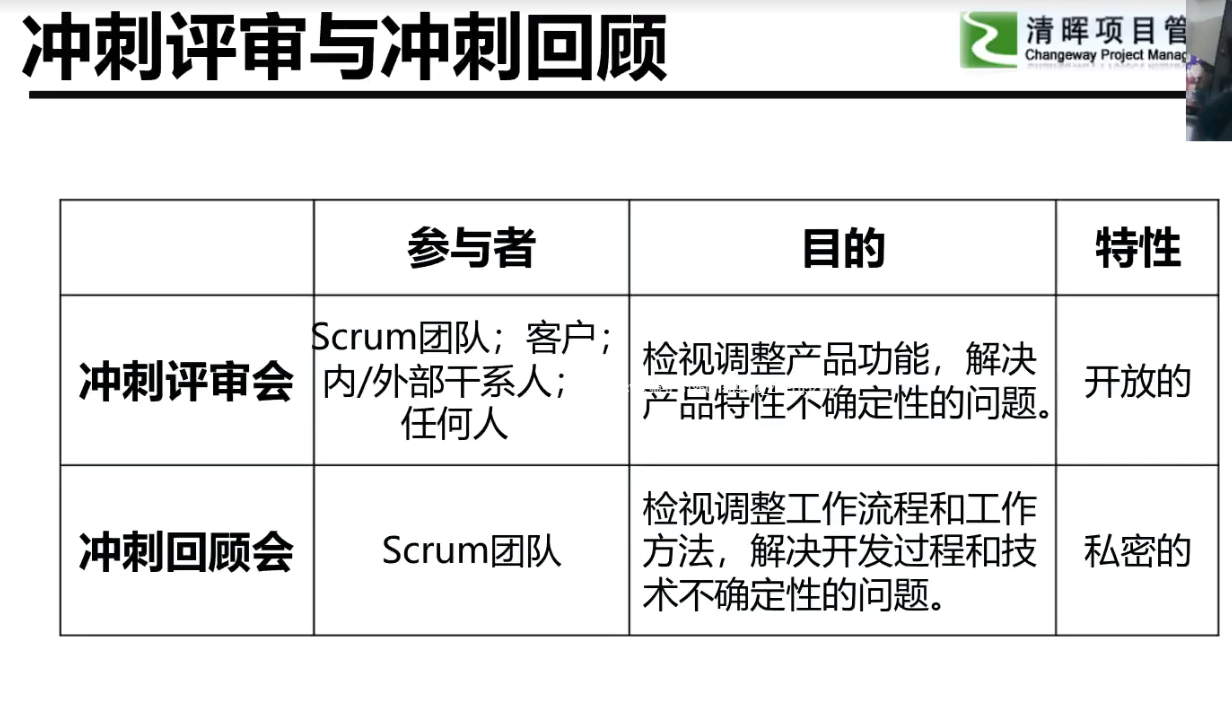 冲刺评审与冲刺回顾
清晖项目管
Changeway Project Manag
参与者
目的
特性
冲刺评审会
Scrum团队；客户；
内/外部干系人；
任何人
检视调整产品功能，解决
产品特性不确定性的问题。
开放的
冲刺回顾会
Scrum团队
检视调整工作流程和工作
方法，解决开发过程和技
术不确定性的问题。
私密的